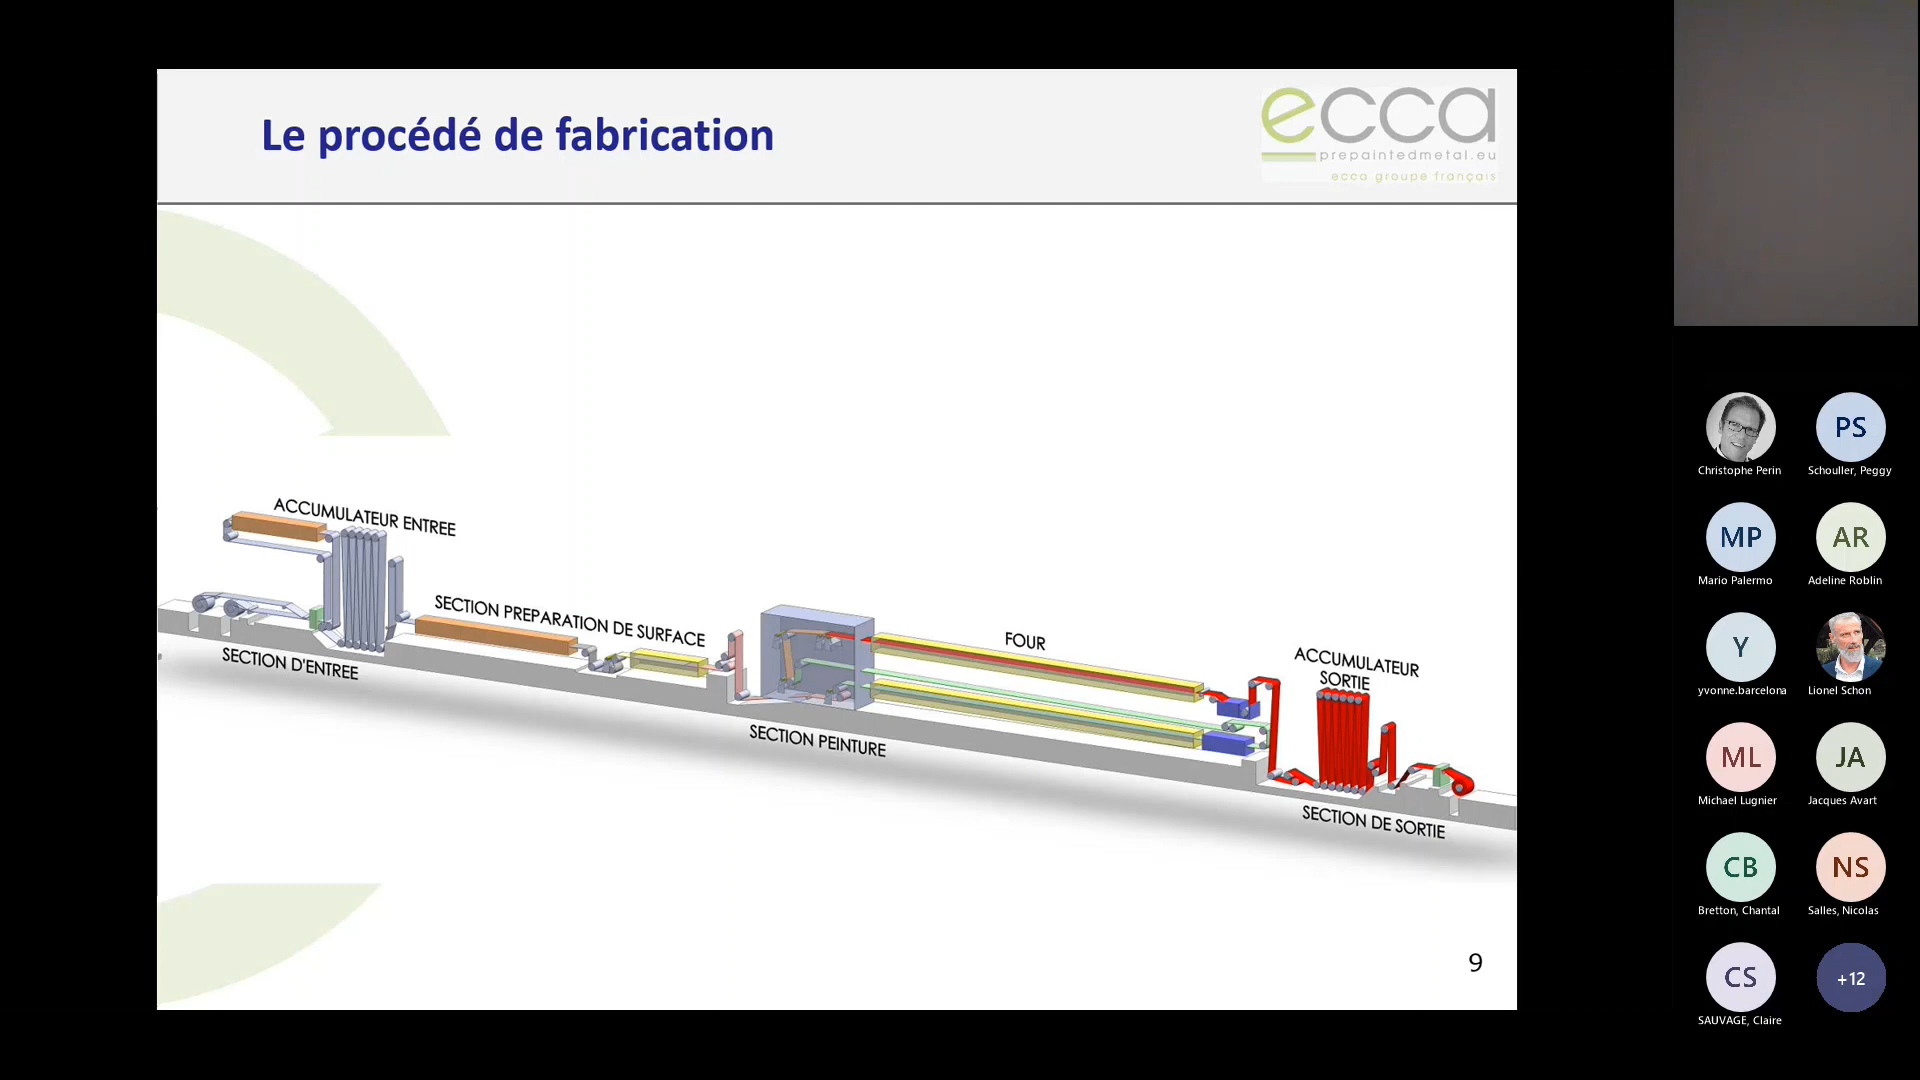 Le procédé de fabrication
ecca
prepaintedmetal.eu
ecca groupe français
ACCUMULATEUR ENTREE
SECTION D'ENTREE
SECTION PREPARATION DE SURFACE
SECTION PEINTURE
FOUR
ACCUMULATEUR
SORTIE
SECTION DE SORTIE
9
Christophe Perin
PS
Schouller, Peggy
MP
Mario Palermo
AR
Adeline Roblin
Y
yvonne.barcelona
Lionel Schon
ML
Michael Lugnier
JA
Jacques Avart
CB
Bretton, Chantal
NS
Salles, Nicolas
CS
SAUVAGE, Claire
+12